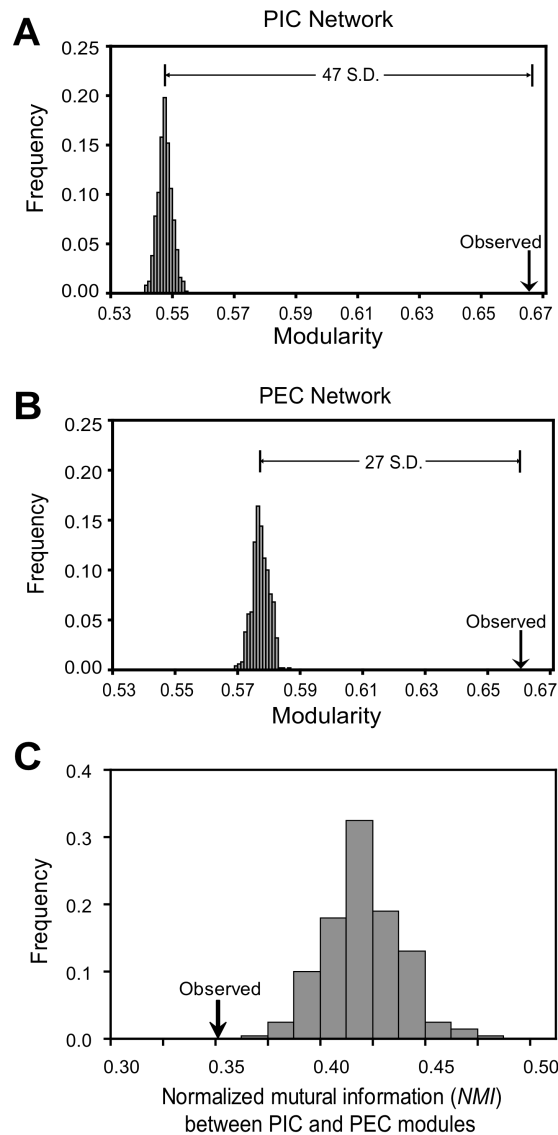 A
PIC Network
0.25
0.20
0.15
0.10
0.05
0.00
Frequency
47 S.D.
Observed
0.53 0.55 0.57 0.59 0.61 0.63 0.65 0.67
Modularity
B
PEC Network
0.25
0.20
0.15
0.10
0.05
0.00
Frequency
27 S.D.
Observed
0.53 0.55 0.57 0.59 0.61 0.63 0.65 0.67
Modularity
C
0.4
0.3
0.2
0.1
0.0
Frequency
Observed
0.30 0.35 0.40 0.45 0.50
Normalized mutural information (NMI)
between PIC and PEC modules